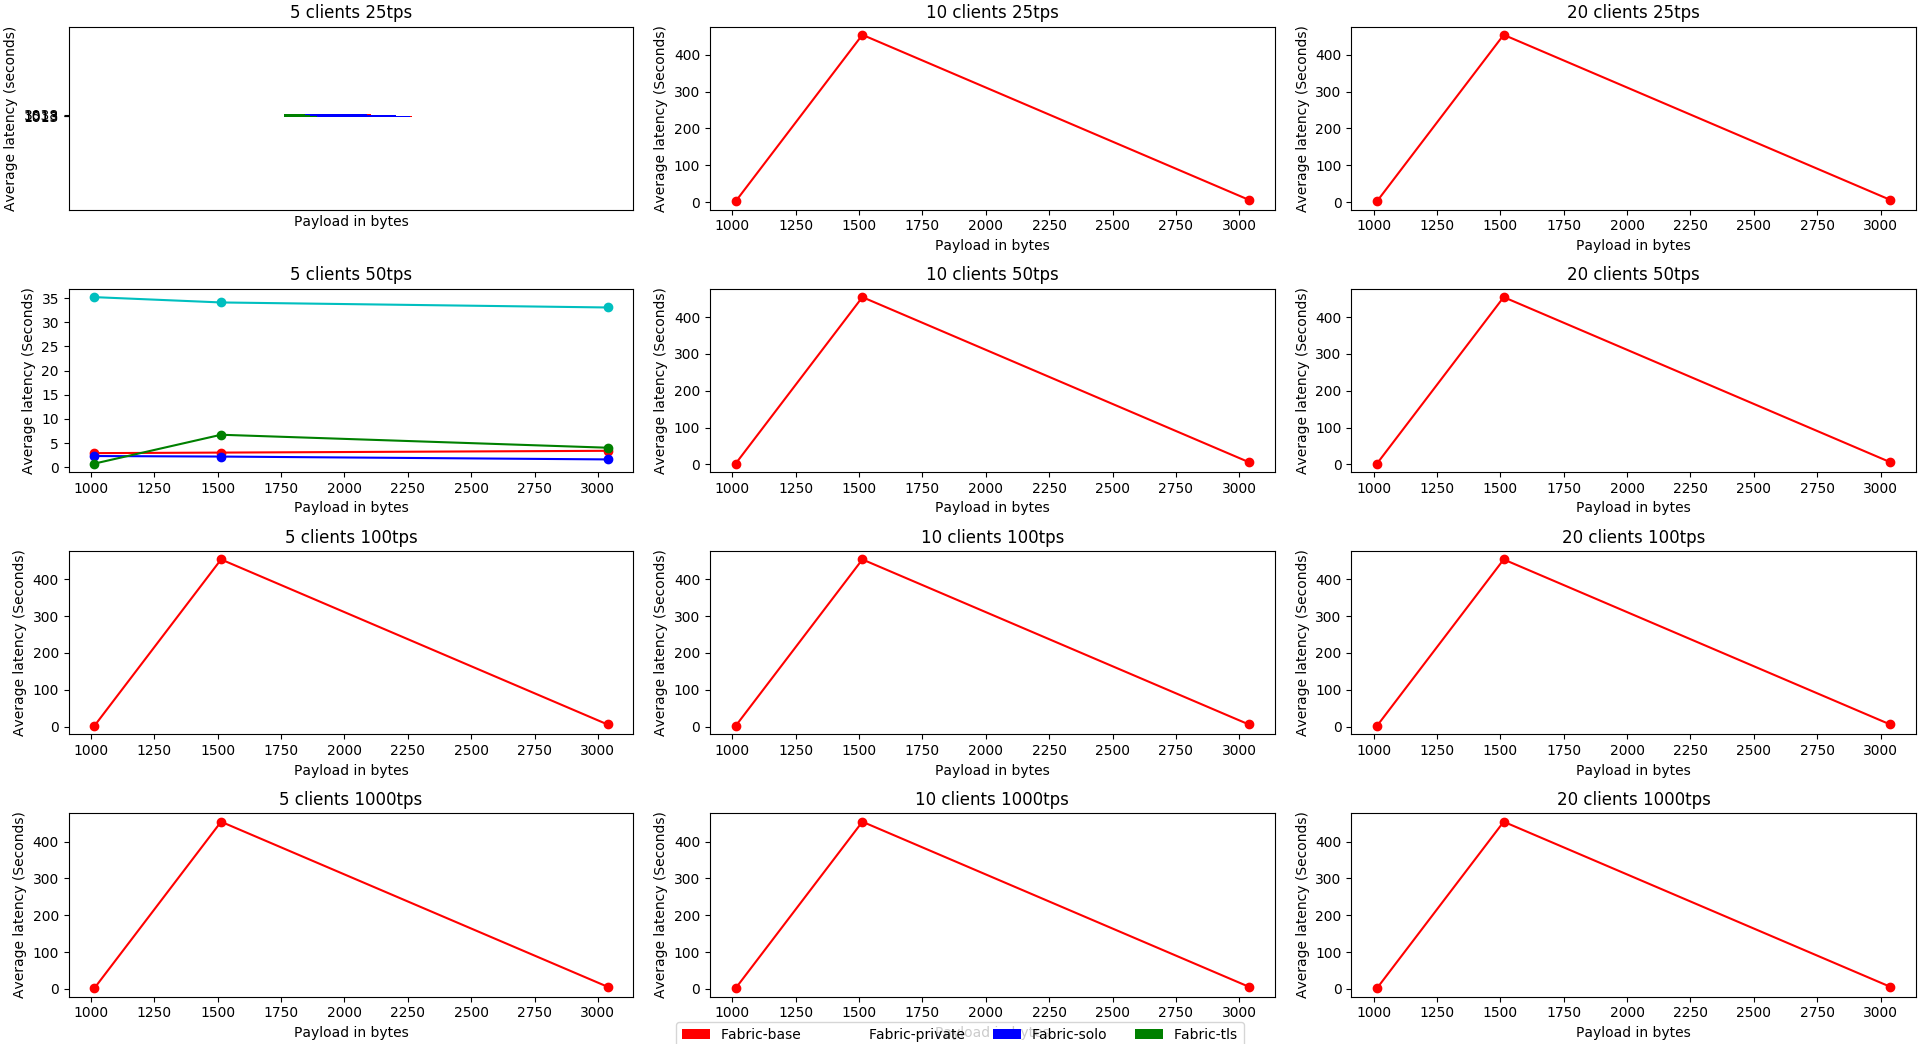 5 clients 25tps
10 clients 25tps
20 clients 25tps
Average latency (seconds)
Payload in bytes
Average latency (Seconds)
400
300
200
100
0
1000 1250 1500 1750 2000 2250 2500 2750 3000
Payload in bytes
Average latency (Seconds)
400
300
200
100
0
1000 1250 1500 1750 2000 2250 2500 2750 3000
Payload in bytes
5 clients 50tps
10 clients 50tps
20 clients 50tps
Average latency (Seconds)
35
30
25
20
15
10
5
0
1000 1250 1500 1750 2000 2250 2500 2750 3000
Payload in bytes
Average latency (Seconds)
400
300
200
100
0
1000 1250 1500 1750 2000 2250 2500 2750 3000
Payload in bytes
Average latency (Seconds)
400
300
200
100
0
1000 1250 1500 1750 2000 2250 2500 2750 3000
Payload in bytes
5 clients 100tps
10 clients 100tps
20 clients 100tps
Average latency (Seconds)
400
300
200
100
0
1000 1250 1500 1750 2000 2250 2500 2750 3000
Payload in bytes
Average latency (Seconds)
400
300
200
100
0
1000 1250 1500 1750 2000 2250 2500 2750 3000
Payload in bytes
Average latency (Seconds)
400
300
200
100
0
1000 1250 1500 1750 2000 2250 2500 2750 3000
Payload in bytes
5 clients 1000tps
10 clients 1000tps
20 clients 1000tps
Average latency (Seconds)
400
300
200
100
0
1000 1250 1500 1750 2000 2250 2500 2750 3000
Payload in bytes
Average latency (Seconds)
400
300
200
100
0
1000 1250 1500 1750 2000 2250 2500 2750 3000
Average latency (Seconds)
400
300
200
100
0
1000 1250 1500 1750 2000 2250 2500 2750 3000
Payload in bytes
Fabric-base Fabric-private Fabric-solo Fabric-tls